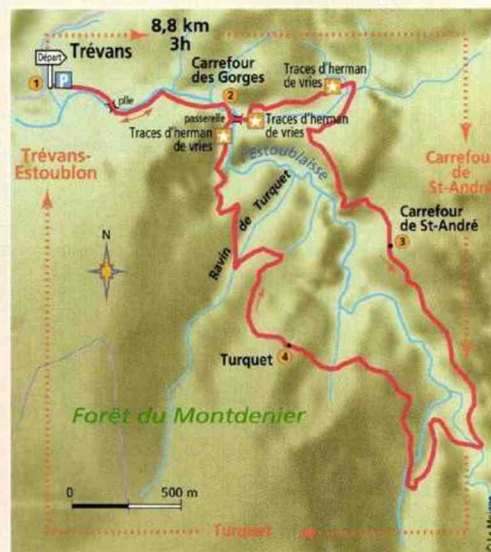 8,8 km
3h
Départ
Trévans
1
P
Carrefour
des Gorges
2
Traces d'herman
de vries
passerelle
Traces d'herman
de vries
Traces d'herman
de vries
Trévans-
Estoublon
l'Estoublaisse
Carrefour
de
St-André
Carrefour
de St-André
3
Ravin de Turquet
N
Turquet
4
Forêt du Montdenier
0 500 m
Turquet